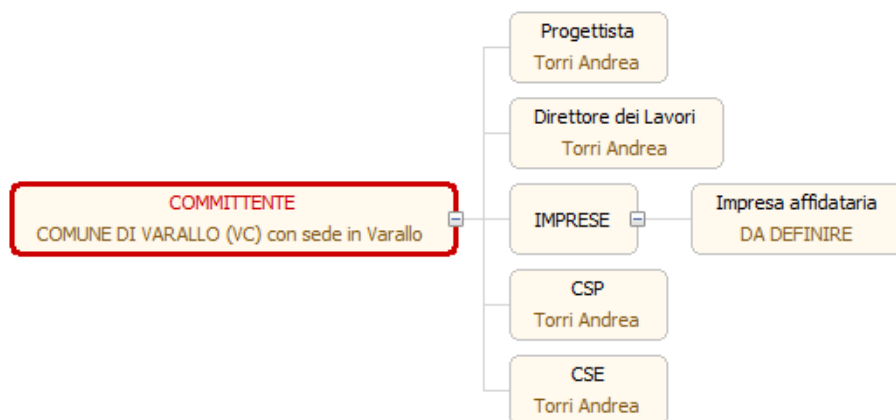 Progettista
Torri Andrea
Direttore dei Lavori
Torri Andrea
COMMITTENTE
COMUNE DI VARALLO (VC) con sede in Varallo
IMPRESE
Impresa affidataria
DA DEFINIRE
CSP
Torri Andrea
CSE
Torri Andrea